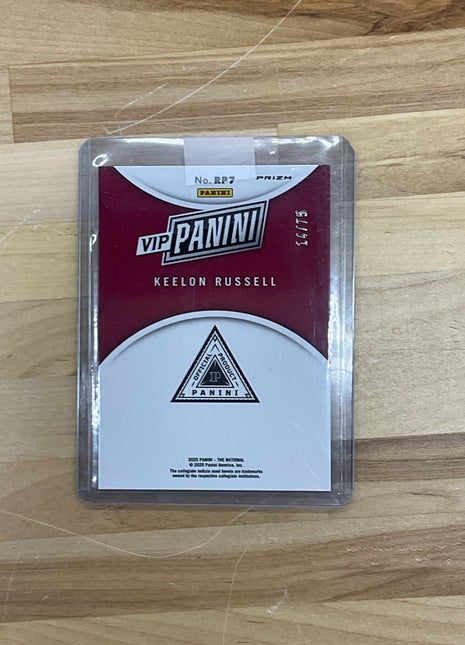 No. RP7 PRIZM
PANINI
VIP PANINI
14/75
KEELON RUSSELL
OFFICIAL PRODUCT
P
PANINI
2025 PANINI - THE NATIONAL
© 2025 Panini America, Inc.
The collegiate indicia used herein are trademarks
owned by the respective collegiate institutions.